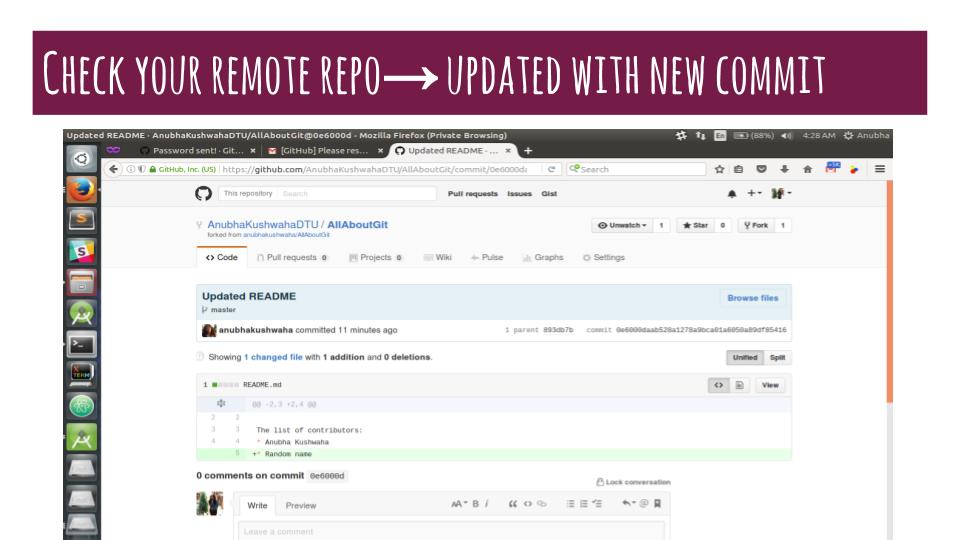 Check your remote repo→ updated with new commit
Updated README · AnubhaKushwahaDTU/AllAboutGit@0e6000d - Mozilla Firefox (Private Browsing)
En (88%) 4:28 AM Anubha
Password sent! · Git... × [GitHub] Please res... × Updated README · ... × +
GitHub, Inc. (US) https://github.com/AnubhaKushwahaDTU/AllAboutGit/commit/0e6000d Search
This repository Search Pull requests Issues Gist
AnubhaKushwahaDTU / AllAboutGit Unwatch 1 Star 0 Fork 1
forked from anubhakushwaha/AllAboutGit
Code Pull requests 0 Projects 0 Wiki Pulse Graphs Settings
Updated README Browse files
master
anubhakushwaha committed 11 minutes ago 1 parent 893db7b commit
Showing 1 changed file with 1 addition and 0 deletions. Unified Split
1 README.md <> View
@@ -2,3 +2,4 @@
2 2
3 3 The list of contributors:
4 4 * Anubha Kushwaha
5 +* Random name
0 comments on commit 0e6000d Lock conversation
Write Preview AA B i
Leave a comment